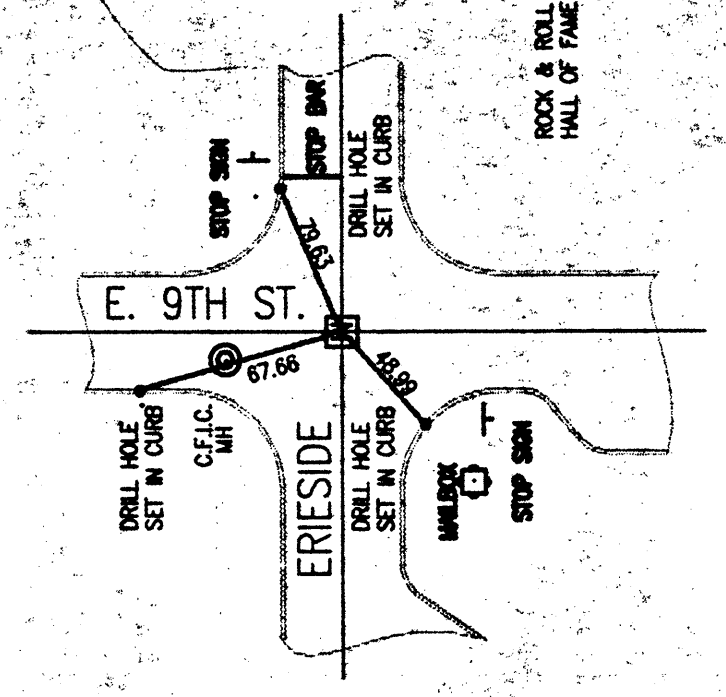 ROCK & ROLL
HALL OF FAME
STOP SIGN
STOP BAR
DRILL HOLE
SET IN CURB
79.63
E. 9TH ST.
67.66
48.99
DRILL HOLE
SET IN CURB
C.F.I.C.
MH
ERIESIDE
DRILL HOLE
SET IN CURB
MAILBOX
STOP SIGN